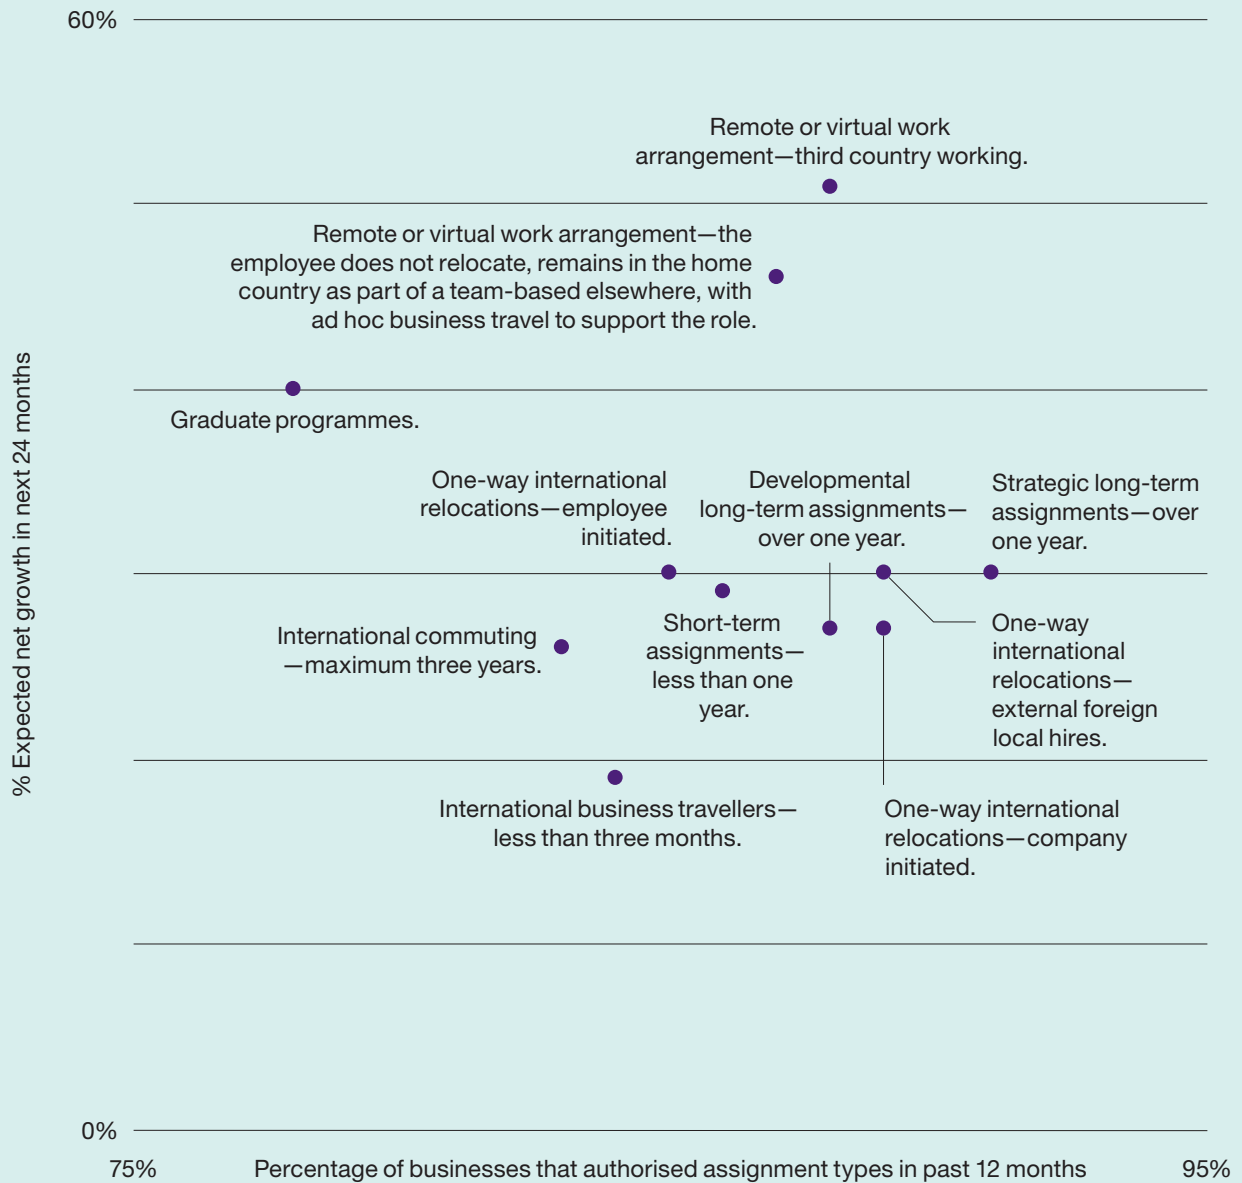 60%
Remote or virtual work
arrangement—third country working.
Remote or virtual work arrangement—the
employee does not relocate, remains in the home
country as part of a team-based elsewhere, with
ad hoc business travel to support the role.
Graduate programmes.
One-way international
relocations—employee
initiated.
Developmental
long-term assignments—
over one year.
Strategic long-term
assignments—over
one year.
International commuting
—maximum three years.
Short-term
assignments—
less than one
year.
One-way
international
relocations—
external foreign
local hires.
International business travellers—
less than three months.
One-way international
relocations—company
initiated.
% Expected net growth in next 24 months
0%
75%
Percentage of businesses that authorised assignment types in past 12 months
95%